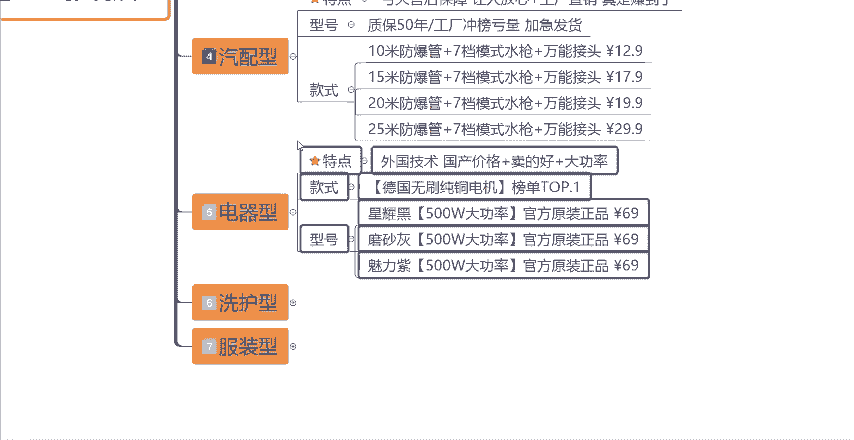 型号 质保50年/工厂冲榜亏量 加急发货
4 汽配型
10米防爆管+7档模式水枪+万能接头 ¥12.9
15米防爆管+7档模式水枪+万能接头 ¥17.9
款式
20米防爆管+7档模式水枪+万能接头 ¥19.9
25米防爆管+7档模式水枪+万能接头 ¥29.9
特点 外国技术 国产价格+卖的好+大功率
款式 【德国无刷纯铜电机】榜单TOP.1
5 电器型
星耀黑【500W大功率】官方原装正品 ¥69
型号 磨砂灰【500W大功率】官方原装正品 ¥69
魅力紫【500W大功率】官方原装正品 ¥69
6 洗护型
7 服装型